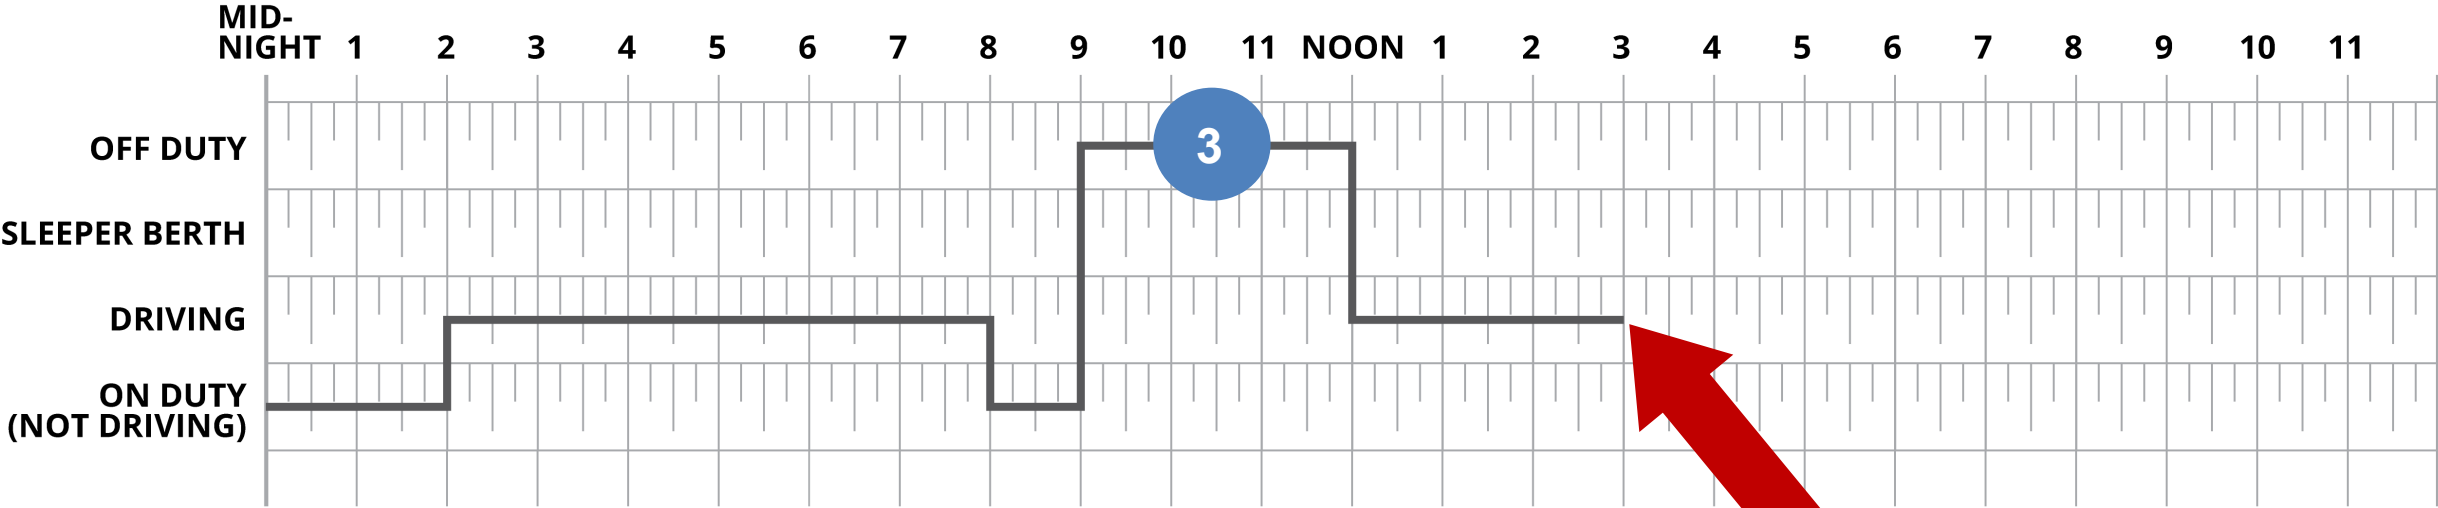 MID-
NIGHT 1 2 3 4 5 6 7 8 9 10 11 NOON 1 2 3 4 5 6 7 8 9 10 11
OFF DUTY
3
SLEEPER BERTH
DRIVING
ON DUTY
(NOT DRIVING)